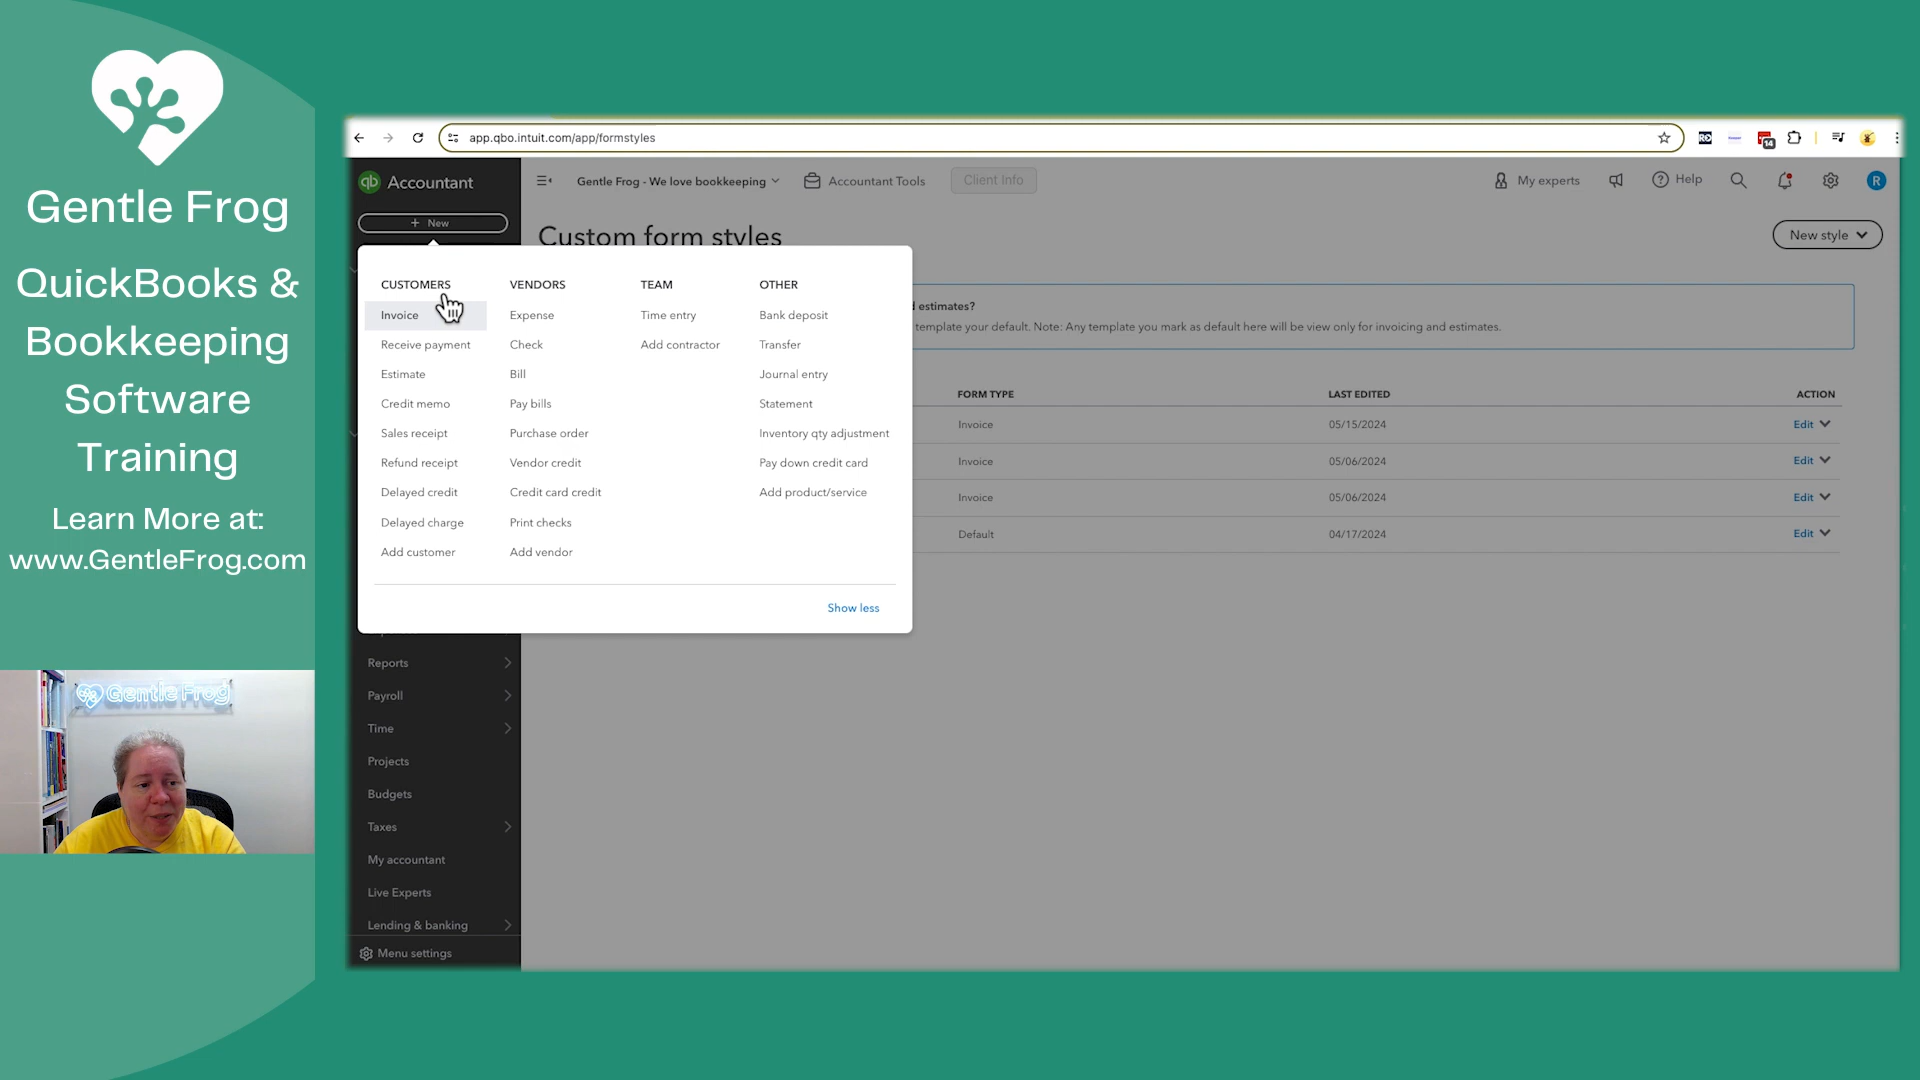 Gentle Frog
QuickBooks &
Bookkeeping
Software
Training
Learn More at:
www.GentleFrog.com
Gentle Frog
app.qbo.intuit.com/app/formstyles
14
qb Accountant
Gentle Frog - We love bookkeeping
Accountant Tools
Client Info
My experts
Help
R
+ New
Custom form styles
New style
CUSTOMERS
Invoice
Receive payment
Estimate
Credit memo
Sales receipt
Refund receipt
Delayed credit
Delayed charge
Add customer
VENDORS
Expense
Check
Bill
Pay bills
Purchase order
Vendor credit
Credit card credit
Print checks
Add vendor
TEAM
Time entry
Add contractor
OTHER
Bank deposit
Transfer
Journal entry
Statement
Inventory qty adjustment
Pay down credit card
Add product/service
Show less
estimates?
template your default. Note: Any template you mark as default here will be view only for invoicing and estimates.
FORM TYPE LAST EDITED ACTION
Invoice 05/15/2024 Edit
Invoice 05/06/2024 Edit
Invoice 05/06/2024 Edit
Default 04/17/2024 Edit
Reports
Payroll
Time
Projects
Budgets
Taxes
My accountant
Live Experts
Lending & banking
Menu settings